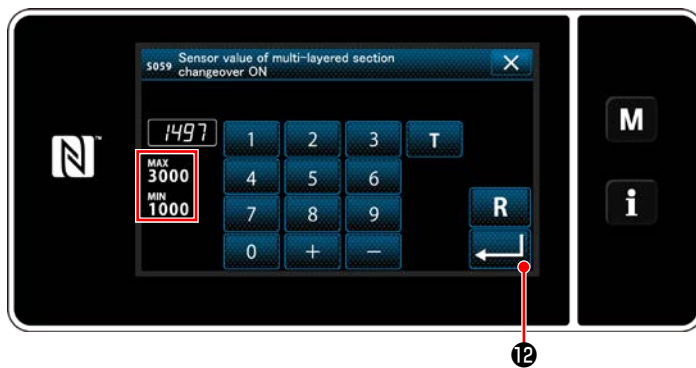 S059 Sensor value of multi-layered section
changeover ON
X
1497
1 2 3 T
MAX
3000
4 5 6
MIN
1000
7 8 9 R
0 + −
M
i
N
12